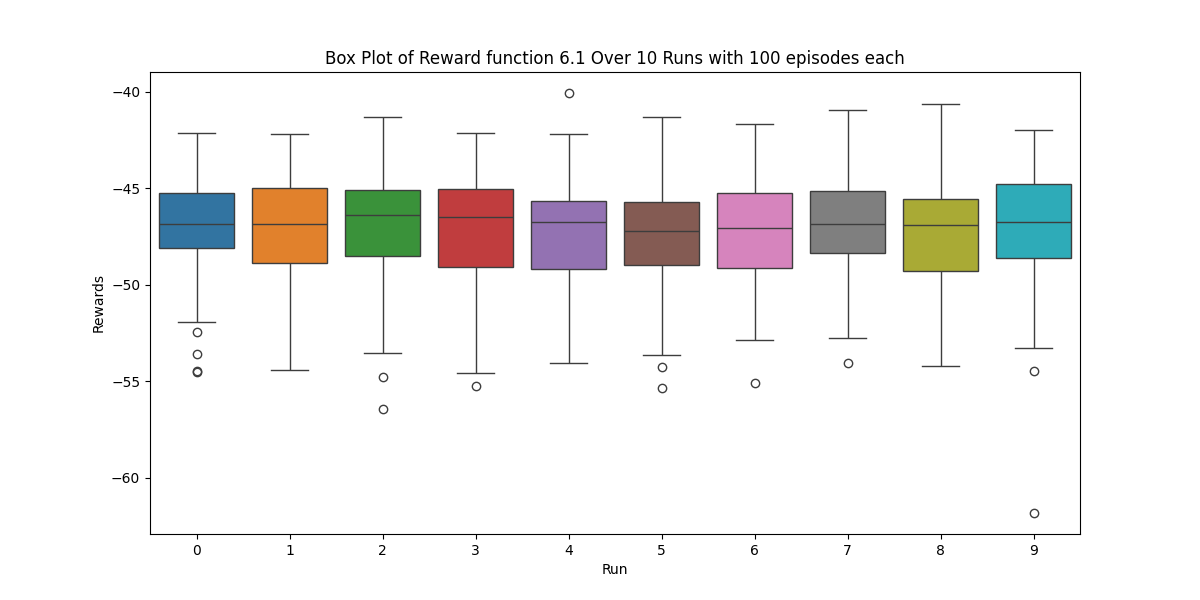 Box Plot of Reward function 6.1 Over 10 Runs with 100 episodes each
−40
−45
−50
−55
−60
Rewards
0 1 2 3 4 5 6 7 8 9
Run